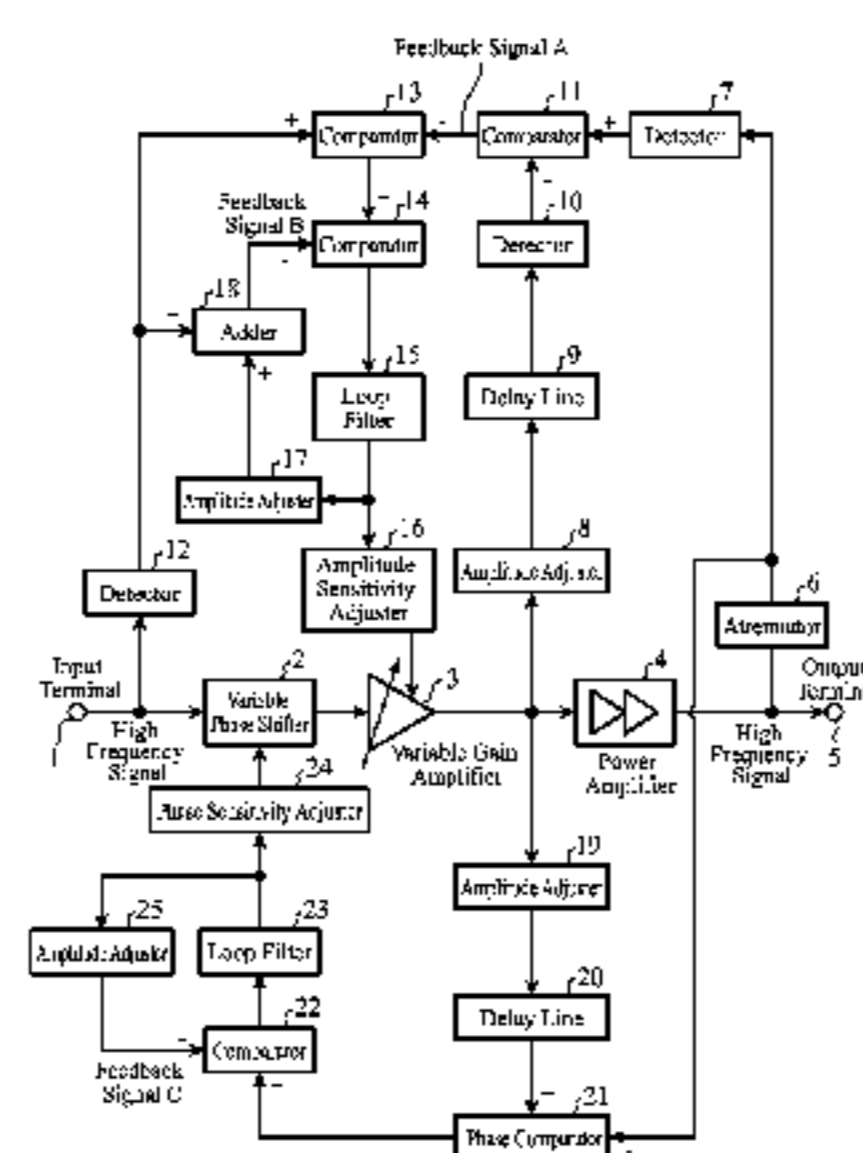 Feedback Signal A
13
11
7
+
-
+
Comparator
Comparator
Detector
-
-
Feedback
Signal B
14
10
Comparator
Detector
-
18
-
Adder
+
15
9
Loop
Filter
Delay Line
17
Amplitude Adjuster
16
8
12
Amplitude
Sensitivity
Adjuster
Amplitude Adjuster
6
Detector
Attenuator
Input
Terminal
2
3
4
Output
Terminal
Variable
Phase Shifter
1
High
Frequency
Signal
Variable Gain
Amplifier
Power
Amplifier
High
Frequency
Signal
5
24
Phase Sensitivity Adjuster
19
Amplitude Adjuster
25
23
Amplitude Adjuster
Loop Filter
20
22
Delay Line
-
Comparator
Feedback
Signal C
-
-
21
Phase Comparator